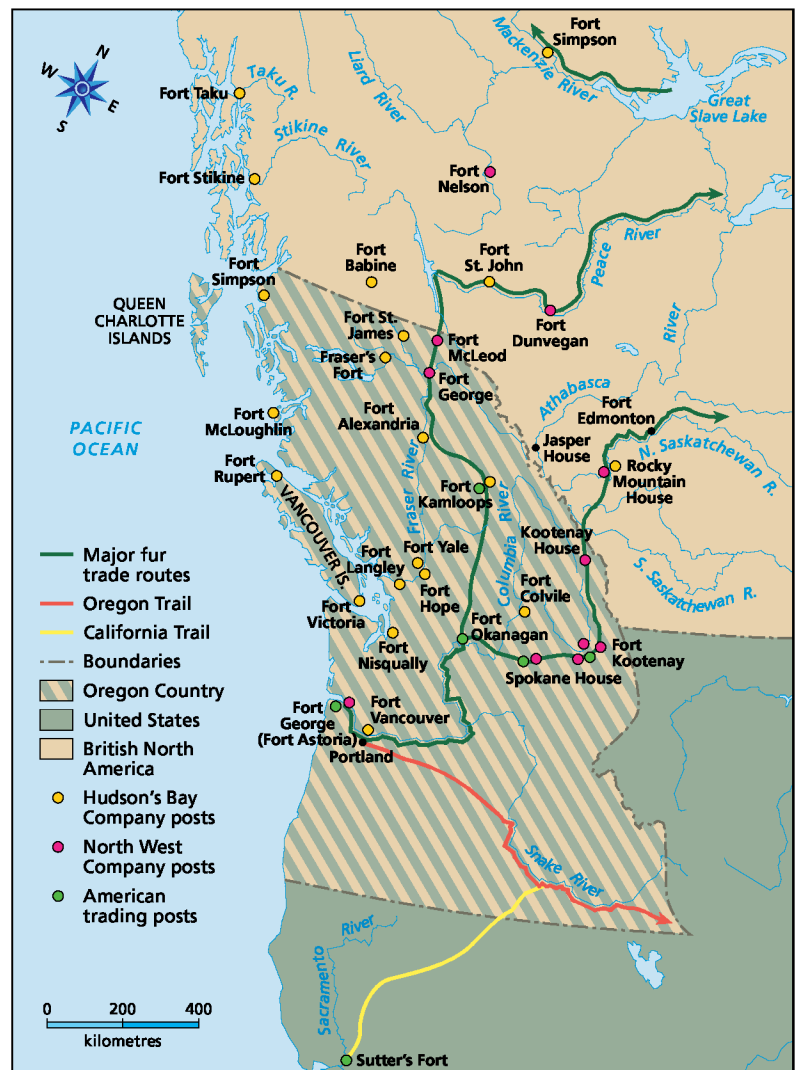 N
W
E
S
Fort Taku
Taku R.
Stikine
River
Fort Stikine
Liard River
Fort
Simpson
Mackenzie River
Great
Slave Lake
Fort
Nelson
Peace River
Fort
Simpson
Fort
Babine
Fort
St. John
QUEEN
CHARLOTTE
ISLANDS
Fort
Dunvegan
Fort St.
James
Fraser's
Fort
Fort
McLeod
Fort
George
River
Athabasca
Fort
Edmonton
Fort
McLoughlin
Fort
Alexandria
Jasper
House
N. Saskatchewan R.
Rocky
Mountain
House
PACIFIC
OCEAN
Fort
Rupert
VANCOUVER IS.
Fraser River
Fort
Kamloops
Columbia River
Kootenay
House
S. Saskatchewan R.
Fort
Langley
Fort Yale
Fort
Hope
Fort
Colvile
Fort
Victoria
Fort
Nisqually
Fort
Okanagan
Spokane House
Fort
Kootenay
Fort
George
(Fort Astoria)
Fort
Vancouver
Portland
Snake River
River
Sacramento
Sutter's Fort
Major fur
trade routes
Oregon Trail
California Trail
Boundaries
Oregon Country
United States
British North
America
Hudson's Bay
Company posts
North West
Company posts
American
trading posts
0 200 400
kilometres